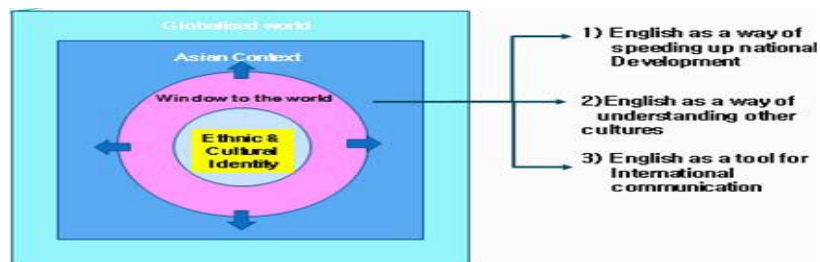 Globalised world
Asian Context
Window to the world
Ethnic &
Cultural
Identity
1) English as a way of
speeding up national
Development
2)English as a way of
understanding other
cultures
3) English as a tool for
International
communication